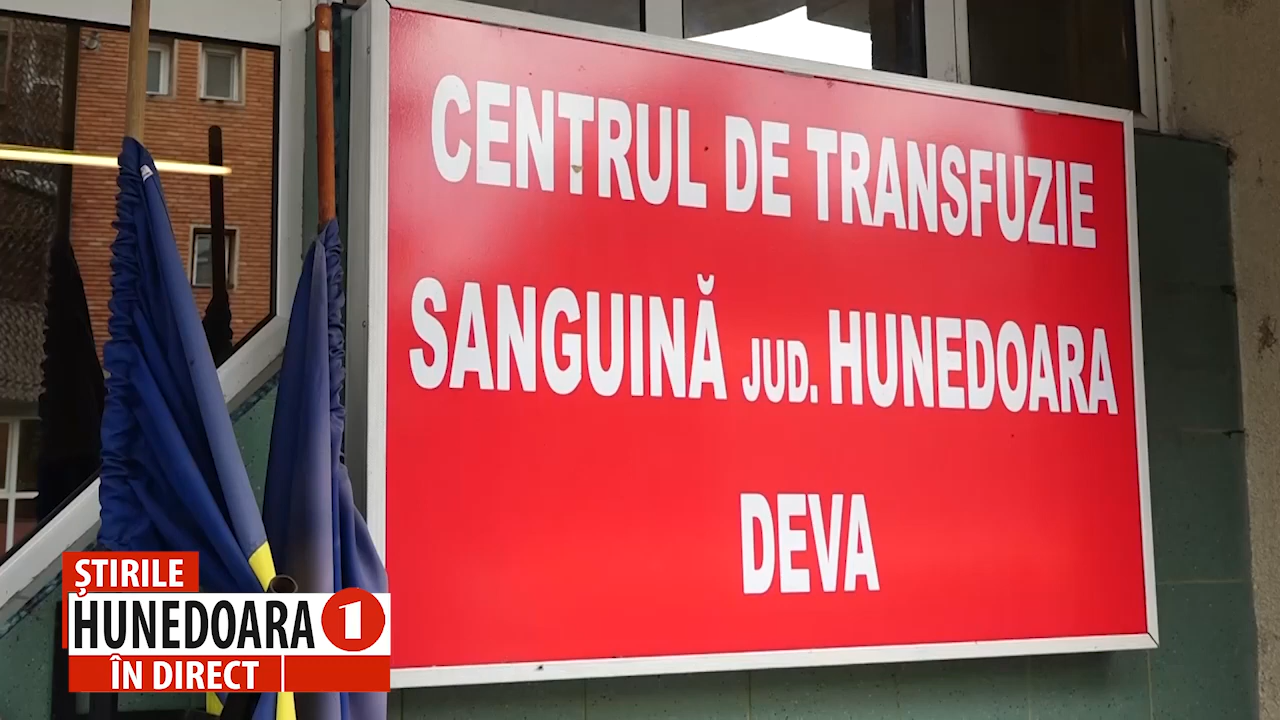 CENTRUL DE TRANSFUZIE
SANGUINĂ JUD. HUNEDOARA
DEVA
ȘTIRILE
HUNEDOARA 1
ÎN DIRECT